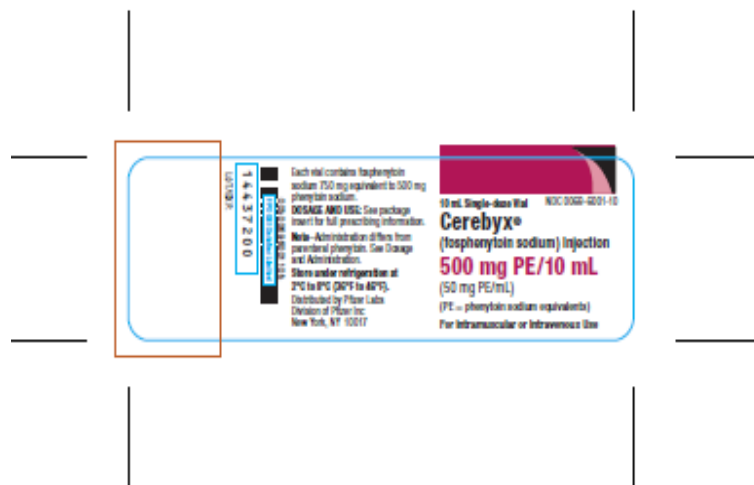 LOT/EXP.
14437200
Each vial contains fosphenytoin
sodium 750 mg equivalent to 500 mg
phenytoin sodium.
DOSAGE AND USE: See package
insert for full prescribing information.
Note–Administration differs from
parenteral phenytoin. See Dosage
and Administration.
Store under refrigeration at
2°C to 8°C (36°F to 46°F).
Distributed by Pfizer Labs
Division of Pfizer Inc
New York, NY 10017
10 mL Single-dose Vial
NDC 0069-6001-10
Cerebyx®
(fosphenytoin sodium) Injection
500 mg PE/10 mL
(50 mg PE/mL)
(PE = phenytoin sodium equivalents)
For Intramuscular or Intravenous Use